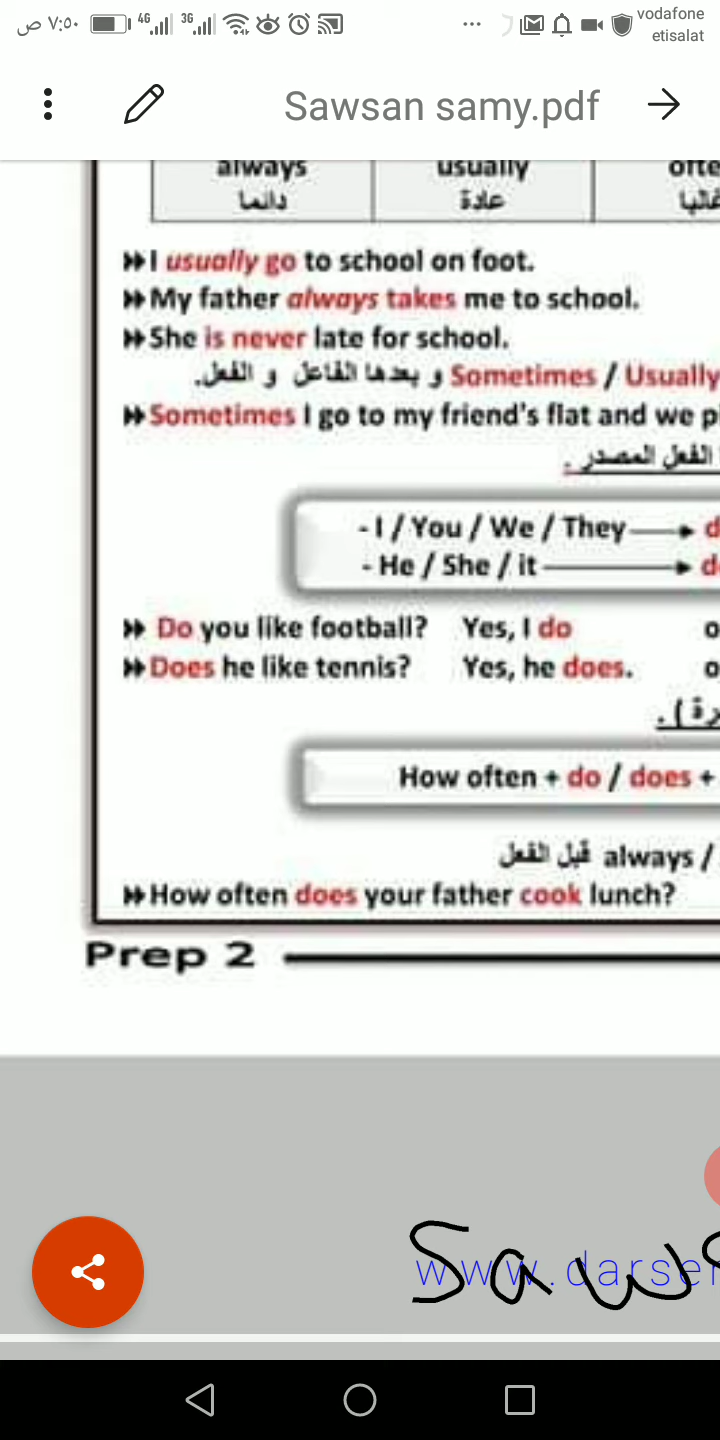 vodafone
etisalat
٧:٥٠ ص
4G
3G
Sawsan samy.pdf
always
usually
دائما
عادة
I usually go to school on foot.
My father always takes me to school.
She is never late for school.
Sometimes / Usually و بعدها الفاعل و الفعل.
Sometimes I go to my friend's flat and we p
الفعل المصدر .
- I / You / We / They
- He / She / it
Do you like football? Yes, I do
Does he like tennis? Yes, he does.
How often + do / does +
قبل الفعل always /
How often does your father cook lunch?
Prep 2
Saw
www.darse